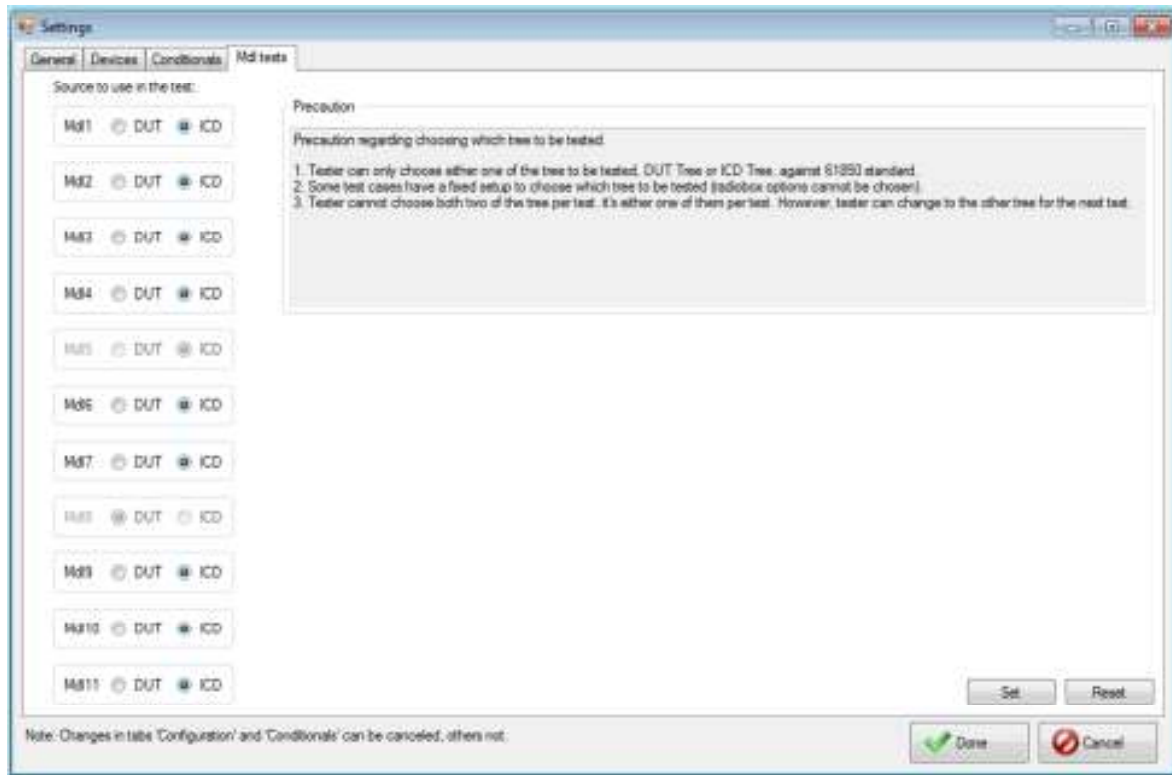 Settings
General Devices Conditionals Mdl tests
Source to use in the test:
Mdl1 DUT ICD
Mdl2 DUT ICD
Mdl3 DUT ICD
Mdl4 DUT ICD
Mdl5 DUT ICD
Mdl6 DUT ICD
Mdl7 DUT ICD
Mdl8 DUT ICD
Mdl9 DUT ICD
Mdl10 DUT ICD
Mdl11 DUT ICD
Precaution
Precaution regarding choosing which tree to be tested
1. Tester can only choose either one of the tree to be tested, DUT Tree or ICD Tree, against 61850 standard.
2. Some test cases have a fixed setup to choose which tree to be tested (radiobox options cannot be chosen).
3. Tester cannot choose both two of the tree per test. it's either one of them per test. However, tester can change to the other tree for the next test.
Set Reset
Note: Changes in tabs 'Configuration' and 'Conditionals' can be canceled, others not.
Done Cancel